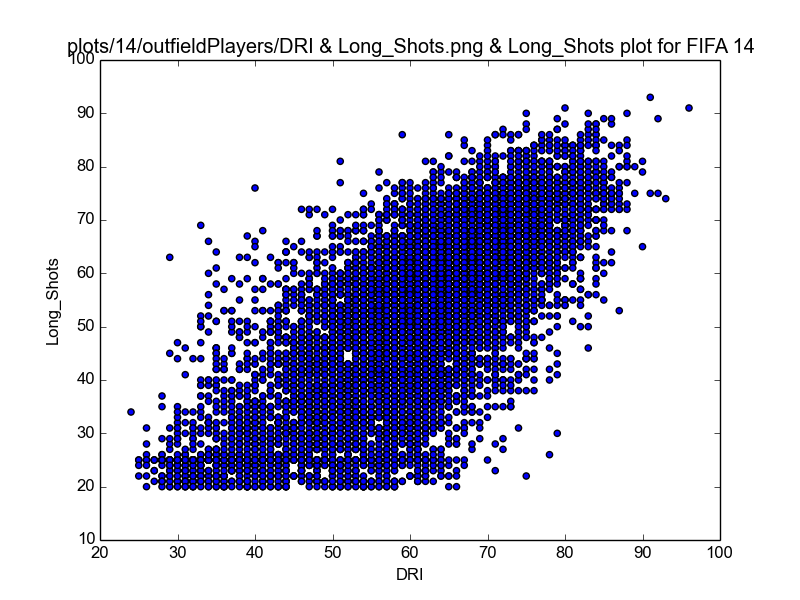 plots/14/outfieldPlayers/DRI & Long_Shots.png & Long_Shots plot for FIFA 14
100
90
80
70
60
50
40
30
20
10
Long_Shots
20 30 40 50 60 70 80 90 100
DRI